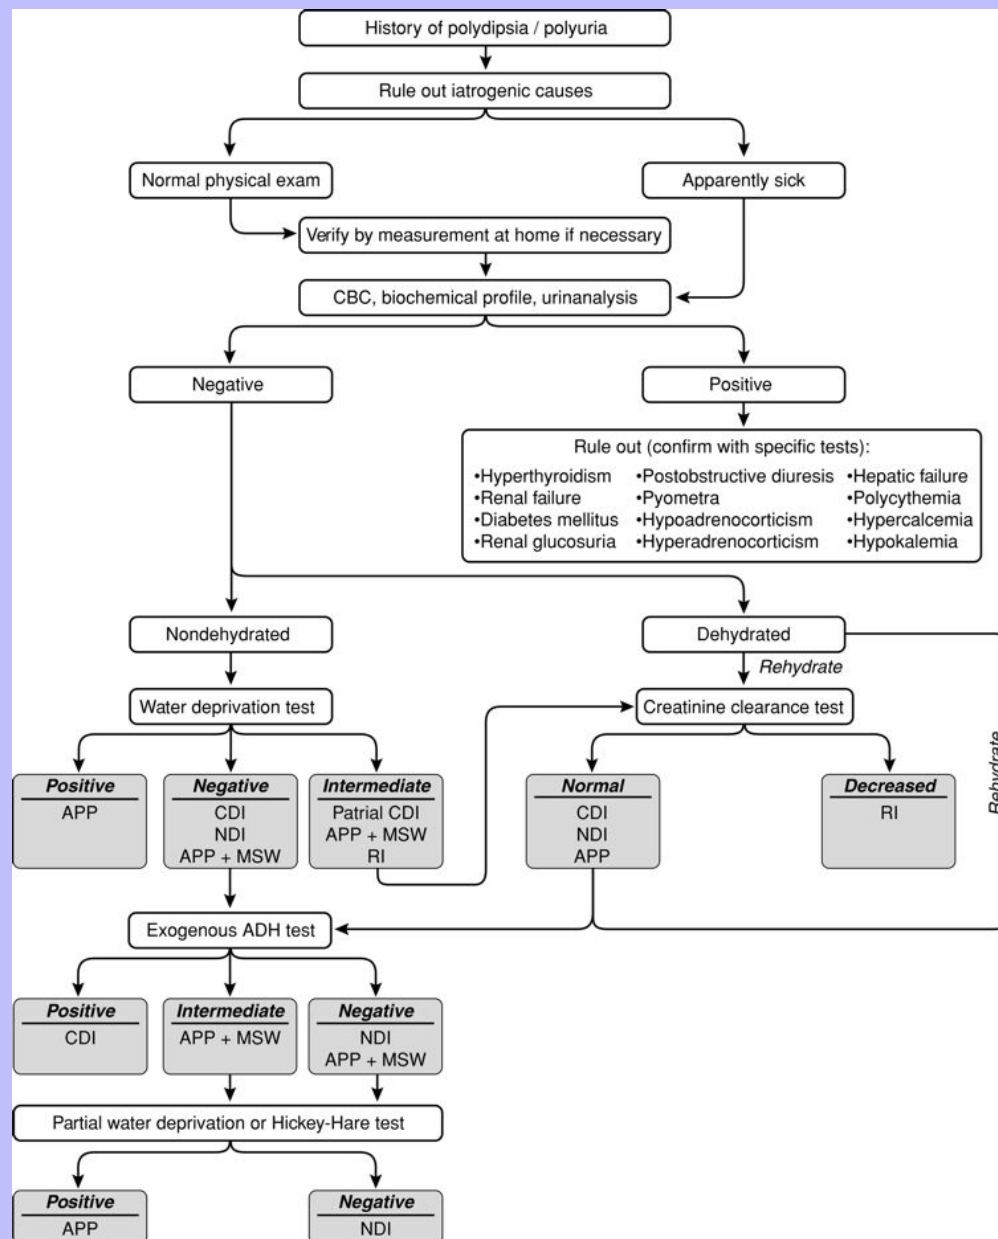 History of polydipsia / polyuria
Rule out iatrogenic causes
Normal physical exam
Apparently sick
Verify by measurement at home if necessary
CBC, biochemical profile, urinanalysis
Negative
Positive
Rule out (confirm with specific tests):
•Hyperthyroidism •Postobstructive diuresis •Hepatic failure
•Renal failure •Pyometra •Polycythemia
•Diabetes mellitus •Hypoadrenocorticism •Hypercalcemia
•Renal glucosuria •Hyperadrenocorticism •Hypokalemia
Nondehydrated
Dehydrated
Rehydrate
Water deprivation test
Creatinine clearance test
Rehydrate
Positive
APP
Negative
CDI
NDI
APP + MSW
Intermediate
Patrial CDI
APP + MSW
RI
Normal
CDI
NDI
APP
Decreased
RI
Exogenous ADH test
Positive
CDI
Intermediate
APP + MSW
Negative
NDI
APP + MSW
Partial water deprivation or Hickey-Hare test
Positive
APP
Negative
NDI